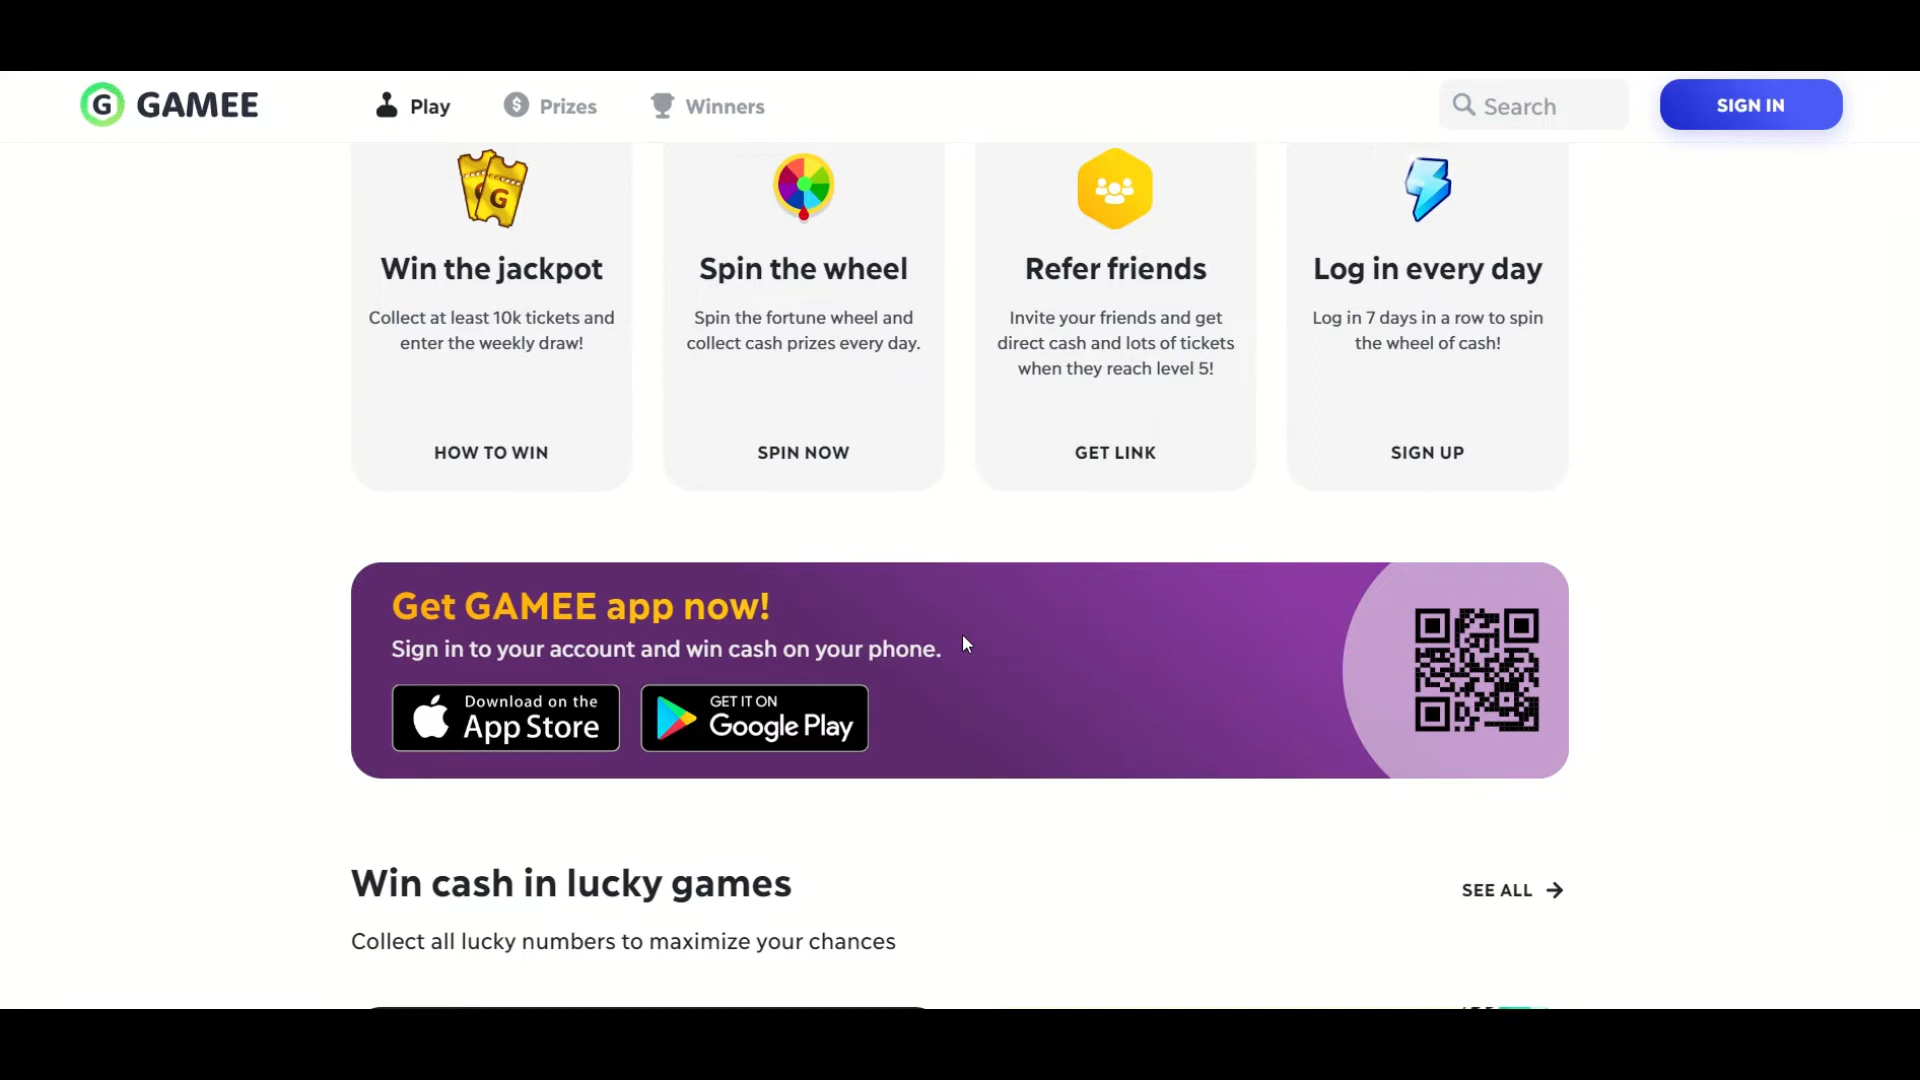 GAMEE
Play
Prizes
Winners
Search
SIGN IN
Win the jackpot
Collect at least 10k tickets and
enter the weekly draw!
HOW TO WIN
Spin the wheel
Spin the fortune wheel and
collect cash prizes every day.
SPIN NOW
Refer friends
Invite your friends and get
direct cash and lots of tickets
when they reach level 5!
GET LINK
Log in every day
Log in 7 days in a row to spin
the wheel of cash!
SIGN UP
Get GAMEE app now!
Sign in to your account and win cash on your phone.
Download on the
App Store
GET IT ON
Google Play
Win cash in lucky games
SEE ALL
Collect all lucky numbers to maximize your chances